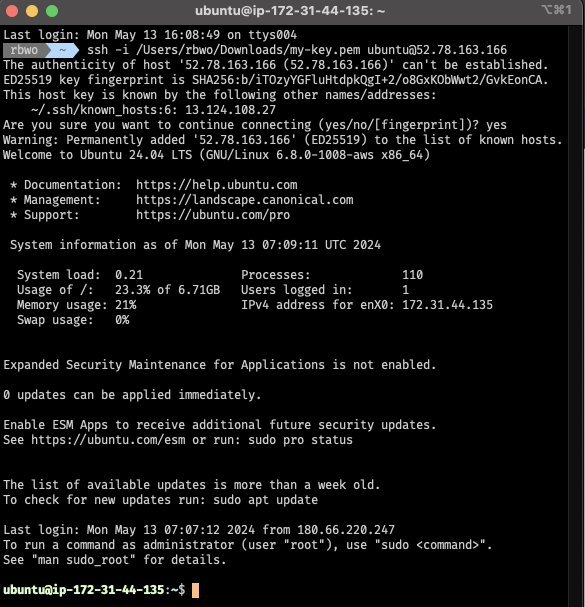 ubuntu@ip-172-31-44-135: ~
⌥⌘1
Last login: Mon May 13 16:08:49 on ttys004
rbwo ~ ssh -i /Users/rbwo/Downloads/my-key.pem ubuntu@52.78.163.166
The authenticity of host '52.78.163.166 (52.78.163.166)' can't be established.
ED25519 key fingerprint is SHA256:b/iTOzyYGFluHtdpkQgI+2/o8GxKObWwt2/GvkEonCA.
This host key is known by the following other names/addresses:
    ~/.ssh/known_hosts:6: 13.124.108.27
Are you sure you want to continue connecting (yes/no/[fingerprint])? yes
Warning: Permanently added '52.78.163.166' (ED25519) to the list of known hosts.
Welcome to Ubuntu 24.04 LTS (GNU/Linux 6.8.0-1008-aws x86_64)
* Documentation:  https://help.ubuntu.com
* Management:     https://landscape.canonical.com
* Support:        https://ubuntu.com/pro
System information as of Mon May 13 07:09:11 UTC 2024
System load:  0.21              Processes:             110
Usage of /:   23.3% of 6.71GB   Users logged in:       1
Memory usage: 21%               IPv4 address for enX0: 172.31.44.135
Swap usage:   0%
Expanded Security Maintenance for Applications is not enabled.
0 updates can be applied immediately.
Enable ESM Apps to receive additional future security updates.
See https://ubuntu.com/esm or run: sudo pro status
The list of available updates is more than a week old.
To check for new updates run: sudo apt update
Last login: Mon May 13 07:07:12 2024 from 180.66.220.247
To run a command as administrator (user "root"), use "sudo <command>".
See "man sudo_root" for details.
ubuntu@ip-172-31-44-135:~$